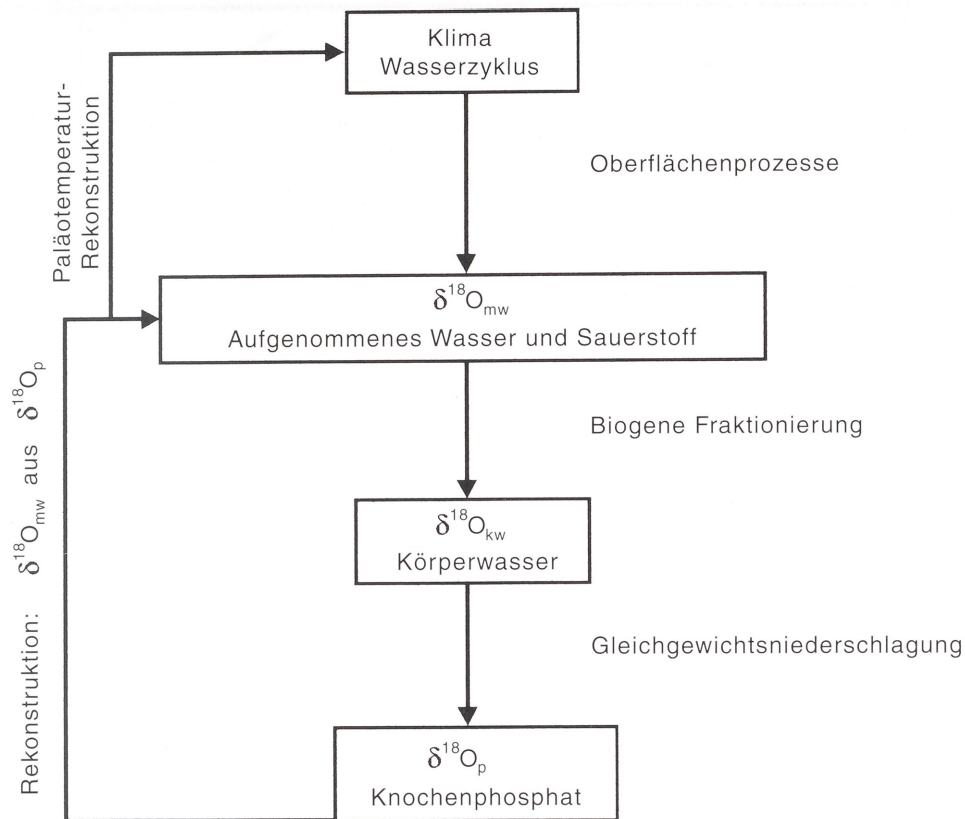 Klima
Wasserzyklus
Paläotemperatur-
Rekonstruktion
Oberflächenprozesse
δ¹⁸Oₘw
Aufgenommenes Wasser und Sauerstoff
Biogene Fraktionierung
δ¹⁸Okw
Körperwasser
Rekonstruktion: δ¹⁸Omw aus δ¹⁸Op
Gleichgewichtsniederschlagung
δ¹⁸Op
Knochenphosphat